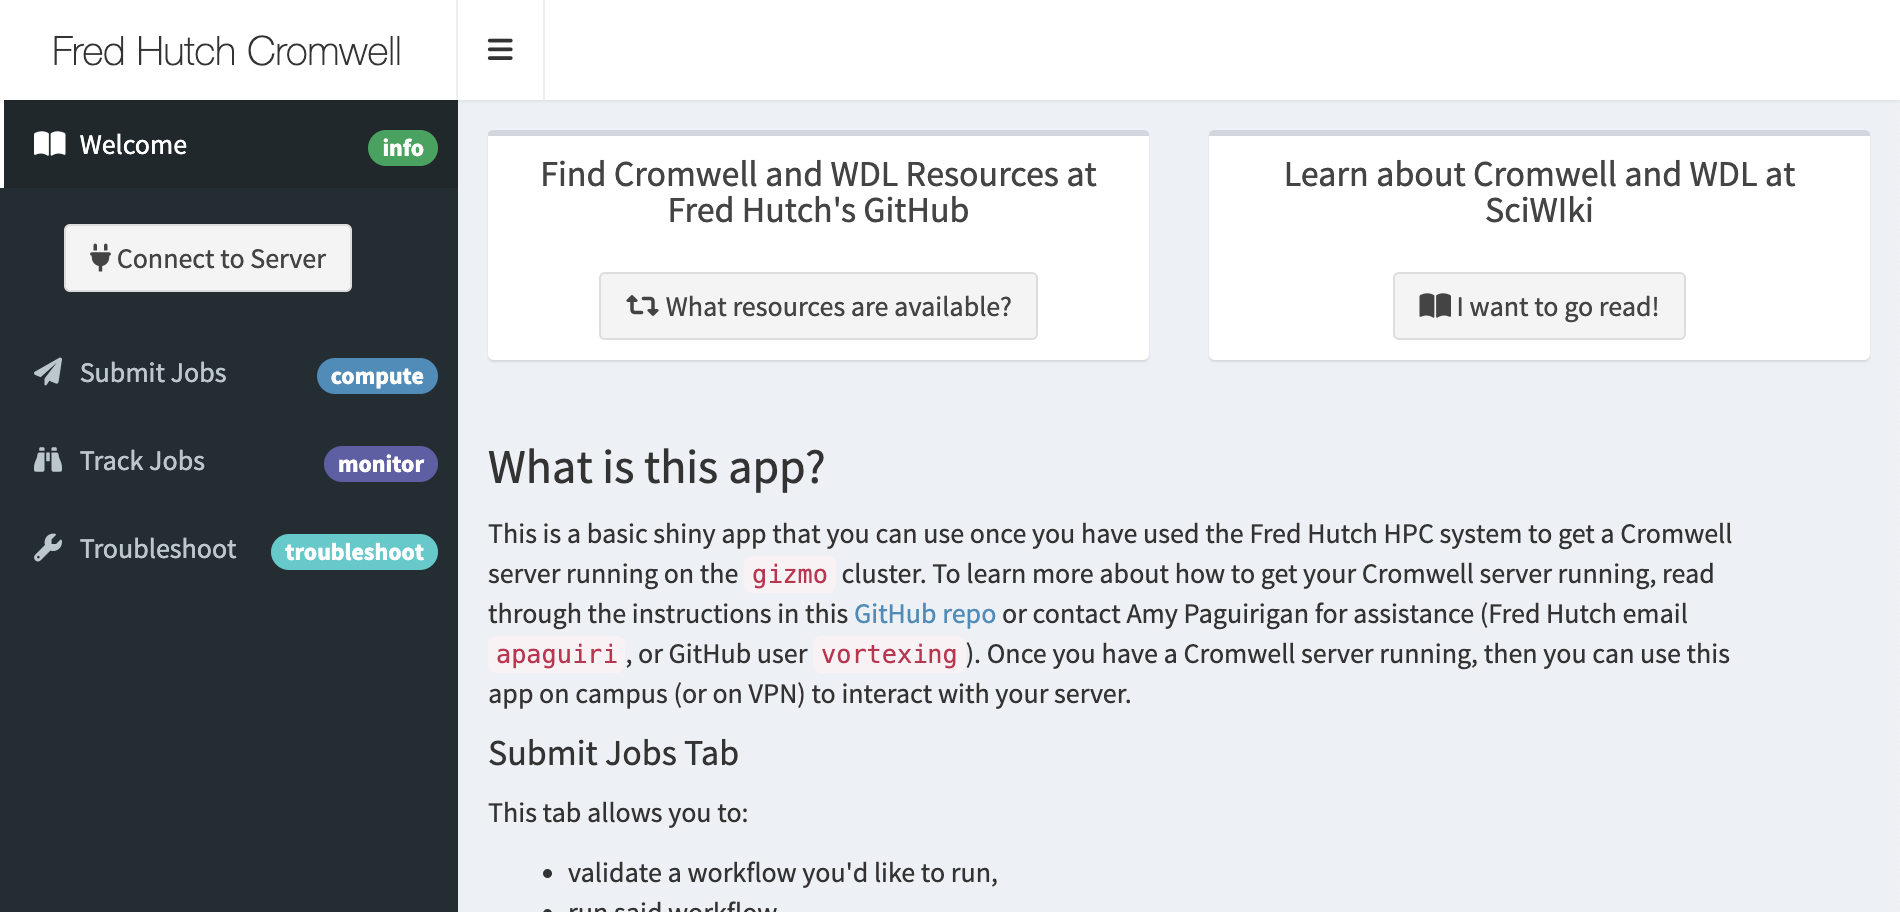 Fred Hutch Cromwell
Welcome info
Connect to Server
Submit Jobs compute
Track Jobs monitor
Troubleshoot troubleshoot
Find Cromwell and WDL Resources at
Fred Hutch's GitHub
What resources are available?
Learn about Cromwell and WDL at
SciWIki
I want to go read!
What is this app?
This is a basic shiny app that you can use once you have used the Fred Hutch HPC system to get a Cromwell
server running on the gizmo cluster. To learn more about how to get your Cromwell server running, read
through the instructions in this GitHub repo or contact Amy Paguirigan for assistance (Fred Hutch email
apaguiri , or GitHub user vortexing ). Once you have a Cromwell server running, then you can use this
app on campus (or on VPN) to interact with your server.
Submit Jobs Tab
This tab allows you to:
• validate a workflow you'd like to run,
• run said workflow